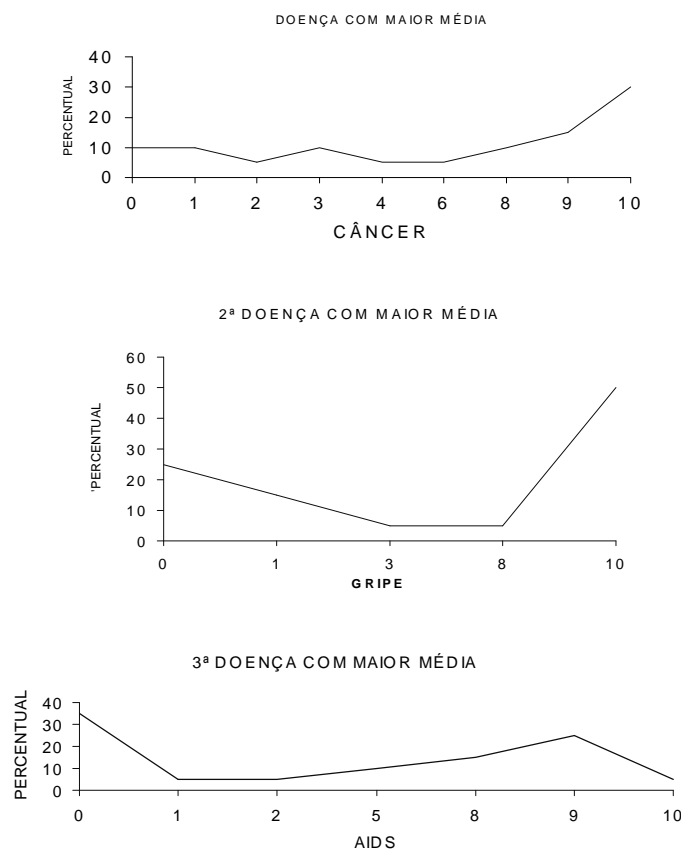 DOENÇA COM MAIOR MÉDIA
PERCENTUAL
40
30
20
10
0
0 1 2 3 4 6 8 9 10
CÂNCER
2ª DOENÇA COM MAIOR MÉDIA
'PERCENTUAL
60
50
40
30
20
10
0
0 1 3 8 10
GRIPE
3ª DOENÇA COM MAIOR MÉDIA
PERCENTUAL
40
30
20
10
0
0 1 2 5 8 9 10
AIDS